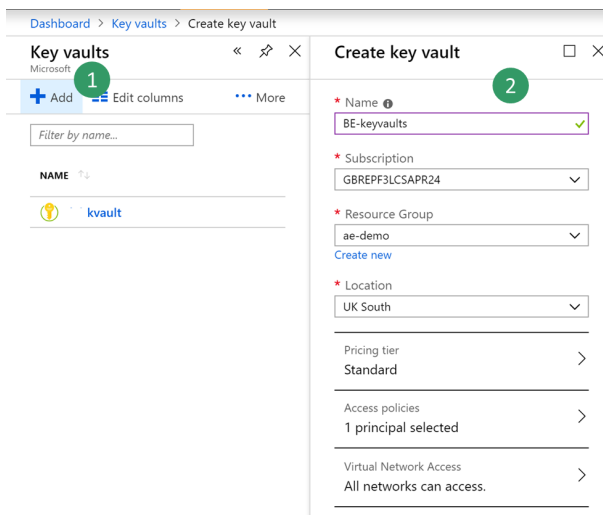 Dashboard > Key vaults > Create key vault
Key vaults
Microsoft
1
Add
Edit columns
More
Filter by name...
NAME
kvault
Create key vault
2
* Name
BE-keyvaults
* Subscription
GBREPF3LCSAPR24
* Resource Group
ae-demo
Create new
* Location
UK South
Pricing tier
Standard
Access policies
1 principal selected
Virtual Network Access
All networks can access.